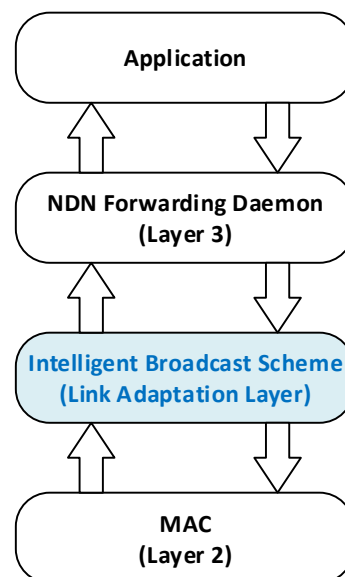 Application
NDN Forwarding Daemon
(Layer 3)
Intelligent Broadcast Scheme
(Link Adaptation Layer)
MAC
(Layer 2)